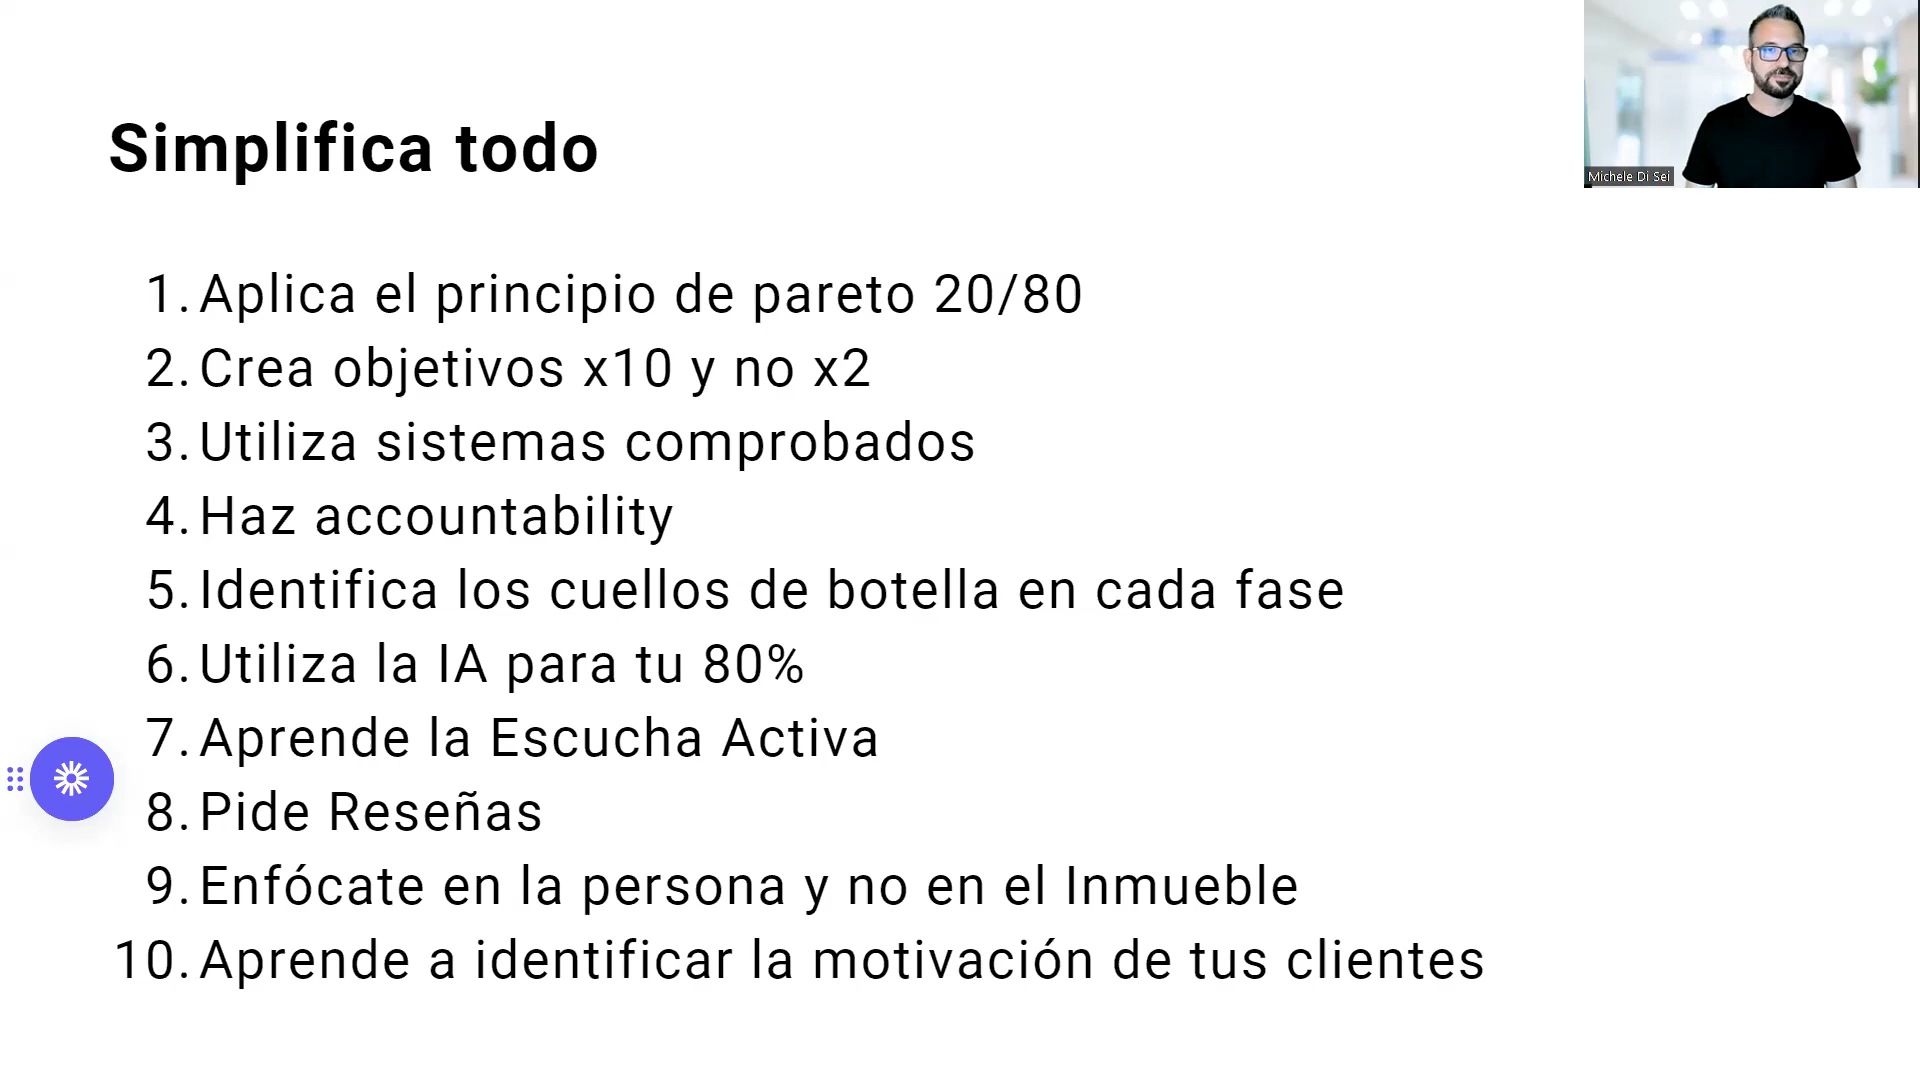 Simplifica todo
Michele Di Sei
1. Aplica el principio de pareto 20/80
2. Crea objetivos x10 y no x2
3. Utiliza sistemas comprobados
4. Haz accountability
5. Identifica los cuellos de botella en cada fase
6. Utiliza la IA para tu 80%
7. Aprende la Escucha Activa
8. Pide Reseñas
9. Enfócate en la persona y no en el Inmueble
10. Aprende a identificar la motivación de tus clientes